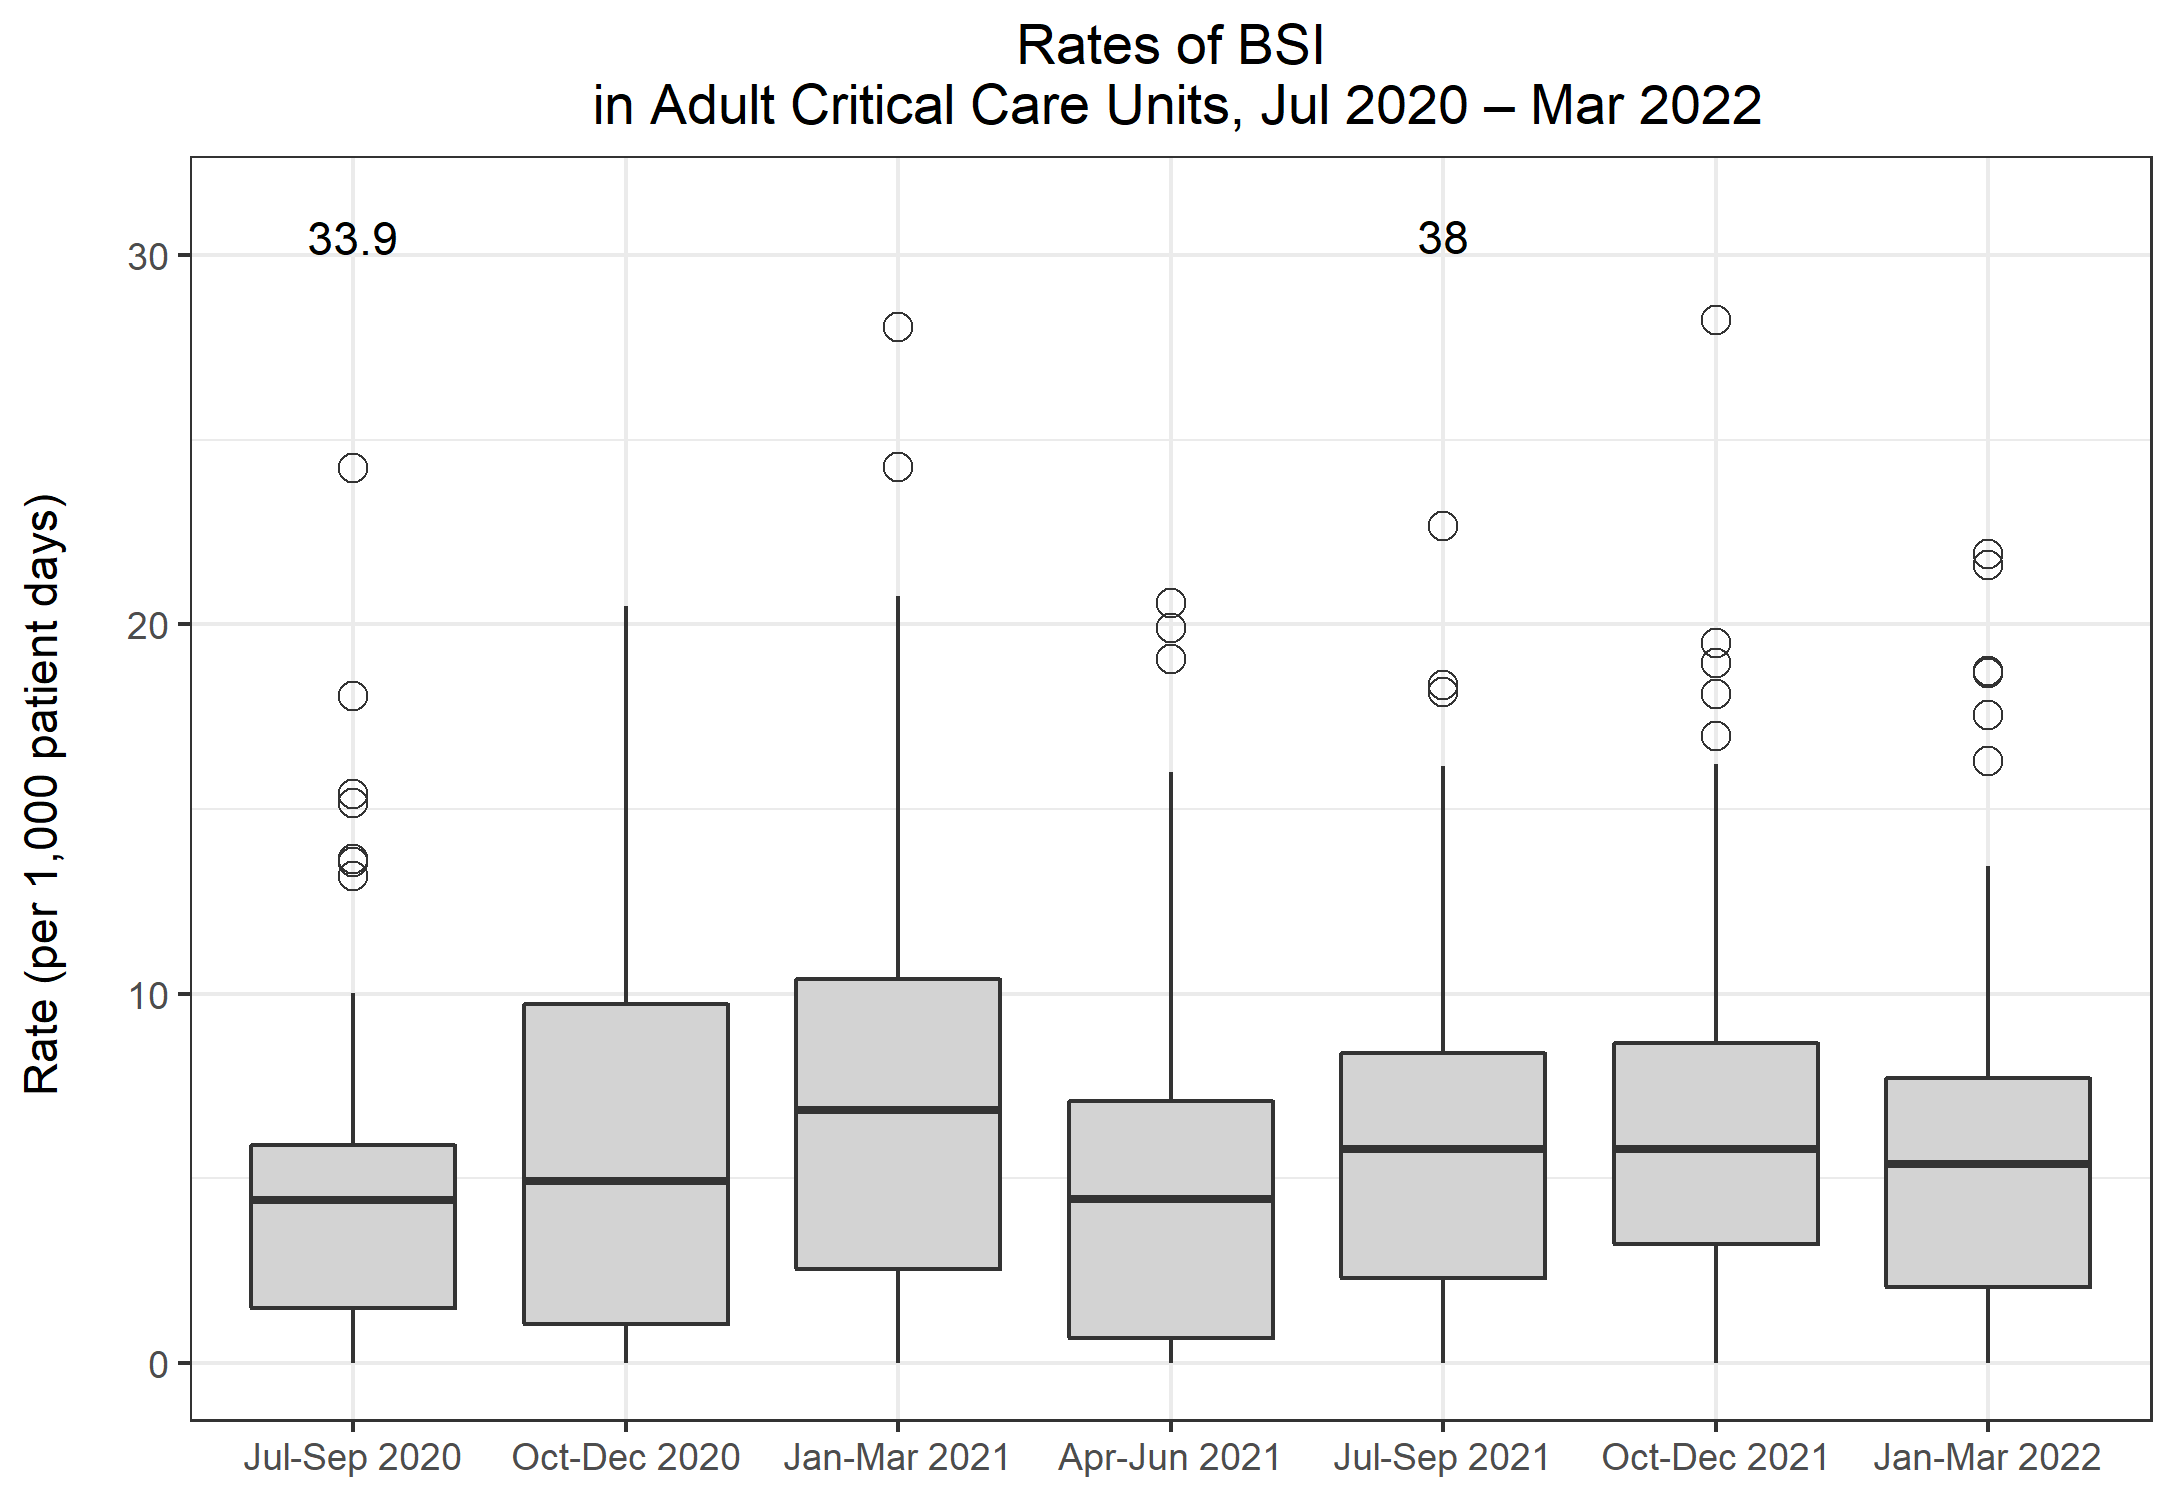 Rates of BSI
in Adult Critical Care Units, Jul 2020 – Mar 2022
Rate (per 1,000 patient days)
33.9
38
30
20
10
0
Jul-Sep 2020
Oct-Dec 2020
Jan-Mar 2021
Apr-Jun 2021
Jul-Sep 2021
Oct-Dec 2021
Jan-Mar 2022